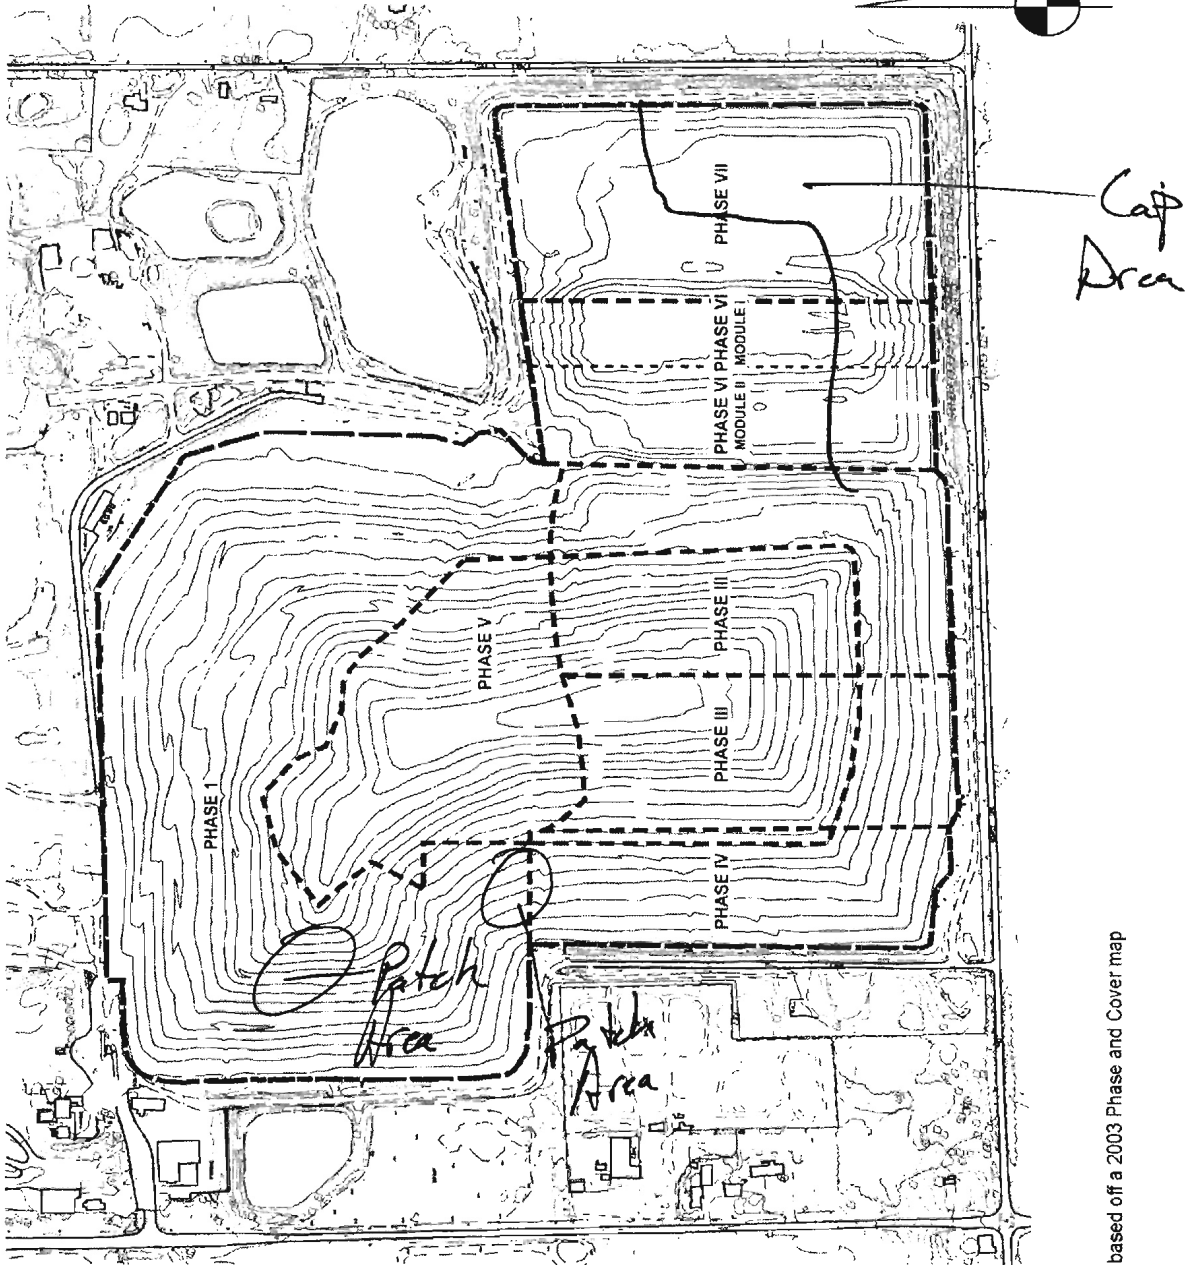 PHASE VII
Cap
Area
PHASE VI
MODULE I
PHASE VI
MODULE II
PHASE V
PHASE III
PHASE III
PHASE 1
PHASE IV
Patch
Area
Patch
Area
based off a 2003 Phase and Cover map